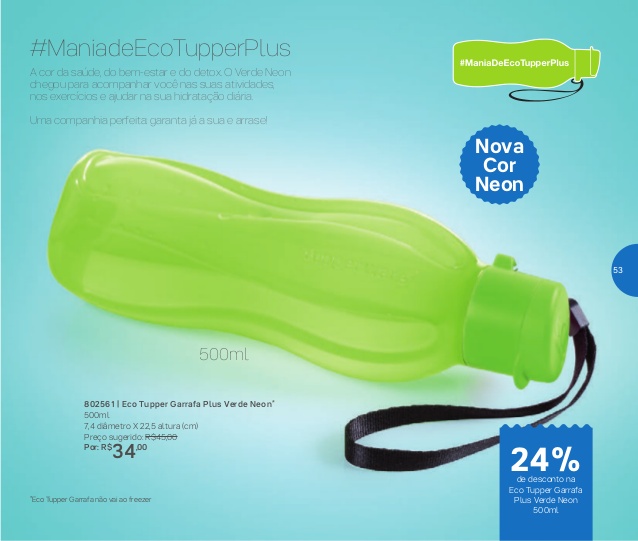 #ManiadeEcoTupperPlus
A cor da saúde, do bem-estar e do detox. O Verde Neon
chegou para acompanhar você nas suas atividades,
nos exercícios e ajudar na sua hidratação diária.
Uma companhia perfeita: garanta já a sua e arrase!
#ManiaDeEcoTupperPlus
Nova
Cor
Neon
53
500ml.
802561 | Eco Tupper Garrafa Plus Verde Neon*
500ml.
7,4 diâmetro X 22,5 altura (cm)
Preço sugerido: R$45,00
Por: R$34,00
24%
de desconto na
Eco Tupper Garrafa
Plus Verde Neon
500ml.
*Eco Tupper Garrafa não vai ao freezer